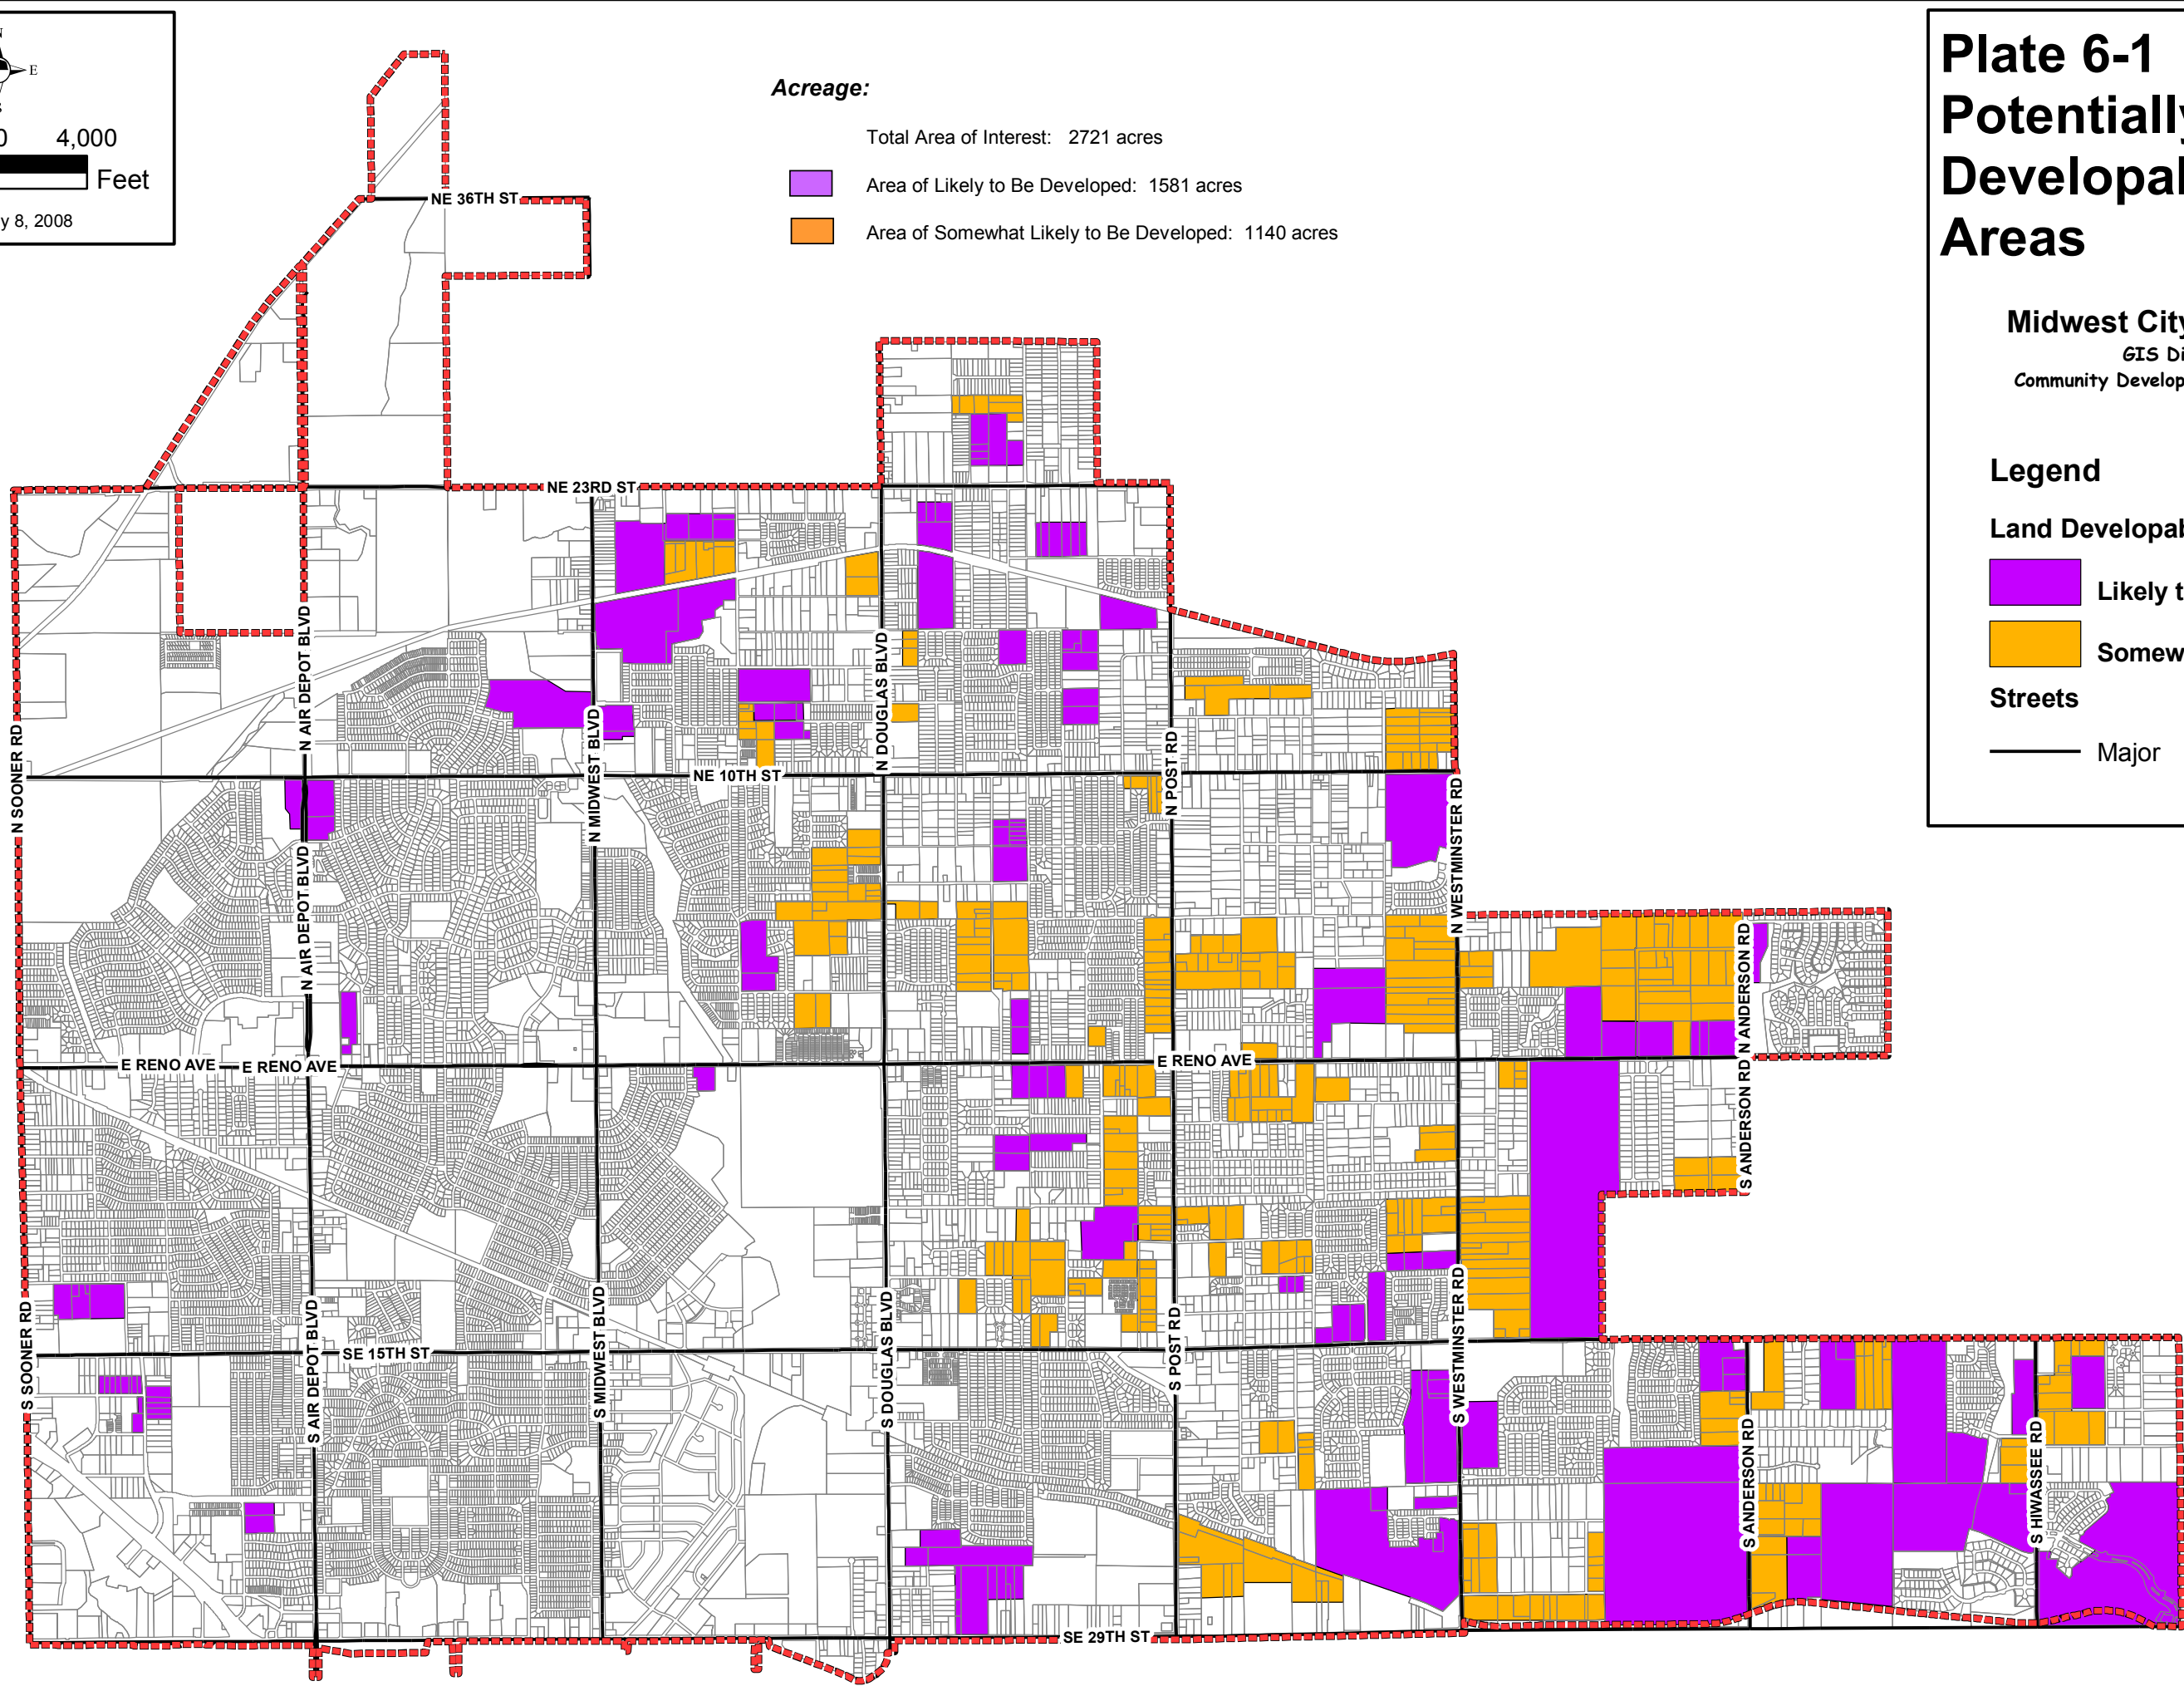 E
4,000
Feet
y 8, 2008
Acreage:
Total Area of Interest: 2721 acres
Area of Likely to Be Developed: 1581 acres
Area of Somewhat Likely to Be Developed: 1140 acres
Plate 6-1
Potentially
Developal
Areas
Midwest City
GIS Di
Community Develop
Legend
Land Developab
Likely t
Somew
Streets
Major
NE 36TH ST
NE 23RD ST
N AIR DEPOT BLVD
N DOUGLAS BLVD
N SOONER RD
N MIDWEST BLVD
N POST RD
NE 10TH ST
N WESTMINSTER RD
N AIR DEPOT BLVD
N ANDERSON RD
E RENO AVE
E RENO AVE
E RENO AVE
S ANDERSON RD
S SOONER RD
S AIR DEPOT BLVD
S MIDWEST BLVD
S DOUGLAS BLVD
S POST RD
S WESTMINSTER RD
SE 15TH ST
S ANDERSON RD
S HIWASSEE RD
SE 29TH ST